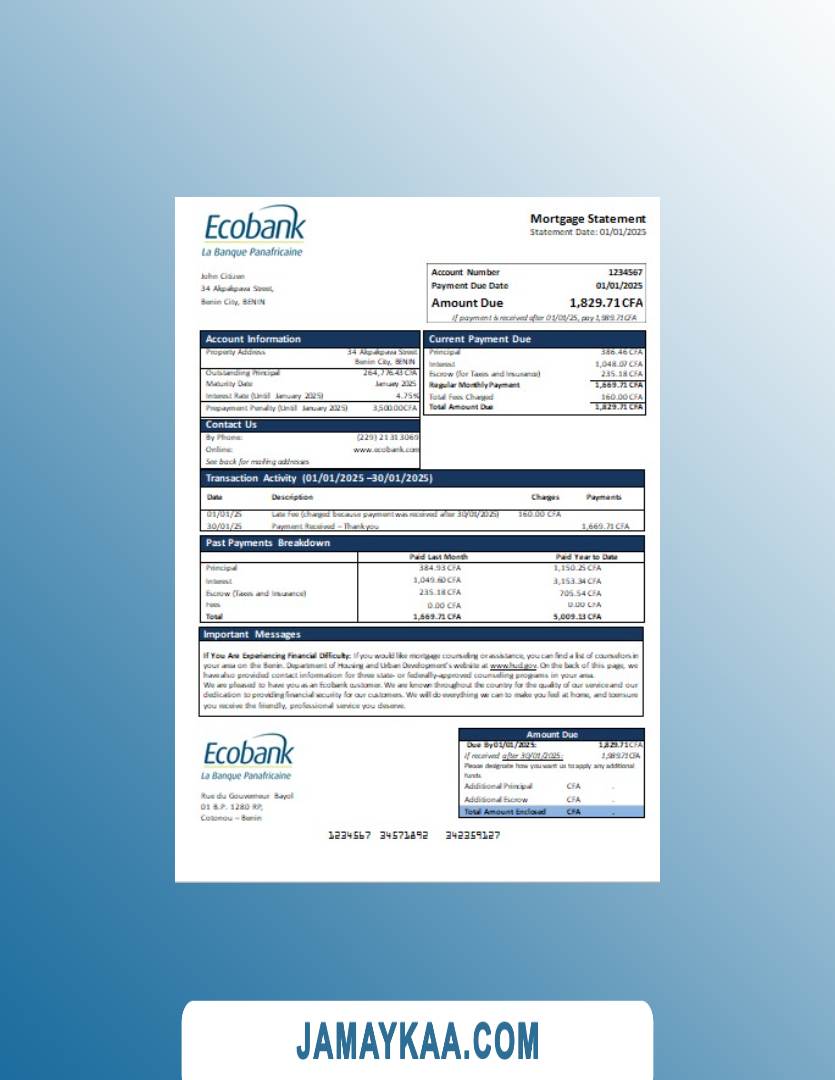 Ecobank
La Banque Panafricaine
Mortgage Statement
Statement Date: 01/01/2025
John Citizen
34 Akpakpava Street,
Benin City, BENIN
Account Number 1234567
Payment Due Date 01/01/2025
Amount Due 1,829.71 CFA
If payment is received after 01/01/25, pay 1,989.71CFA
Account Information
Property Address 34 Akpakpava Street
Benin City, BENIN
Outstanding Principal 264,776.43 CFA
Maturity Date January 2025
Interest Rate (Until January 2025) 4.75%
Prepayment Penalty (Until January 2025) 3,500.00CFA
Current Payment Due
Principal 386.46 CFA
Interest 1,048.07 CFA
Escrow (for Taxes and Insurance) 235.18 CFA
Regular Monthly Payment 1,669.71 CFA
Total Fees Charged 160.00 CFA
Total Amount Due 1,829.71 CFA
Contact Us
By Phone: (229) 21 31 3069
Online: www.ecobank.com
See back for mailing addresses
Transaction Activity (01/01/2025 –30/01/2025)
Date Description Charges Payments
01/01/25 Late Fee (charged because payment was received after 30/01/2025) 160.00 CFA
30/01/25 Payment Received – Thank you 1,669.71 CFA
Past Payments Breakdown
Paid Last Month Paid Year to Date
Principal 384.93 CFA 1,150.25 CFA
Interest 1,049.60 CFA 3,153.34 CFA
Escrow (Taxes and Insurance) 235.18 CFA 705.54 CFA
Fees 0.00 CFA 0.00 CFA
Total 1,669.71 CFA 5,009.13 CFA
Important Messages
If You Are Experiencing Financial Difficulty: If you would like mortgage counseling or assistance, you can find a list of counselors in
your area on the Benin. Department of Housing and Urban Development's website at www.hud.gov. On the back of this page, we
have also provided contact information for three state- or federally-approved counseling programs in your area.
We are pleased to have you as an Ecobank customer. We are known throughout the country for the quality of service and our
dedication to providing financial security for our customers. We will do everything we can to make you feel at home, and to ensure
you receive the friendly, professional service you deserve.
Ecobank
La Banque Panafricaine
Rue du Gouverneur Bayol
01 B.P. 1280 RP,
Cotonou – Benin
Amount Due
Due By 01/01/2025: 1,829.71 CFA
If received after 30/01/2025: 1,989.71CFA
Please designate how you want us to apply any additional
funds
Additional Principal CFA -
Additional Escrow CFA -
Total Amount Enclosed CFA -
1234567 34571892 342359127
JAMAYKAA.COM